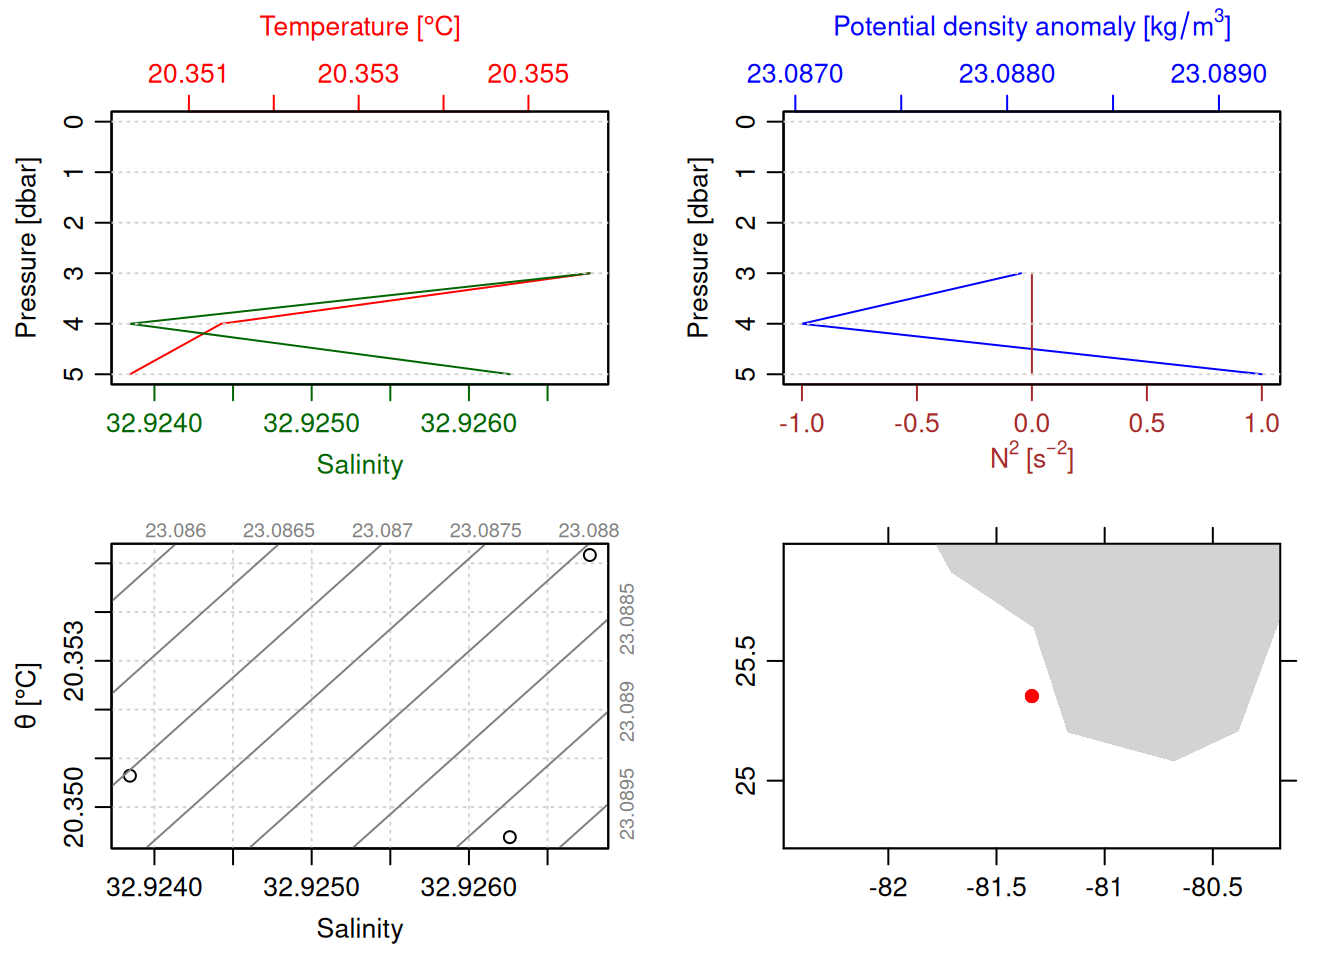 Temperature [°C]
20.351 20.353 20.355
Pressure [dbar]
0 1 2 3 4 5
32.9240 32.9250 32.9260
Salinity
Potential density anomaly [kg/m³]
23.0870 23.0880 23.0890
Pressure [dbar]
0 1 2 3 4 5
-1.0 -0.5 0.0 0.5 1.0
N² [s⁻²]
23.086 23.0865 23.087 23.0875 23.088
23.0885
23.089
23.0895
θ [°C]
20.353
20.350
32.9240 32.9250 32.9260
Salinity
25.5
25
-82 -81.5 -81 -80.5